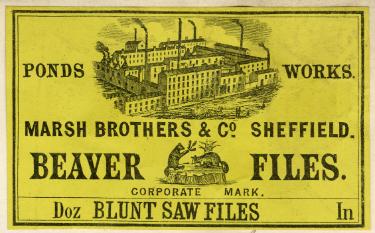 PONDS WORKS.
MARSH BROTHERS & Cº SHEFFIELD.
BEAVER FILES.
CORPORATE MARK.
Doz BLUNT SAW FILES In